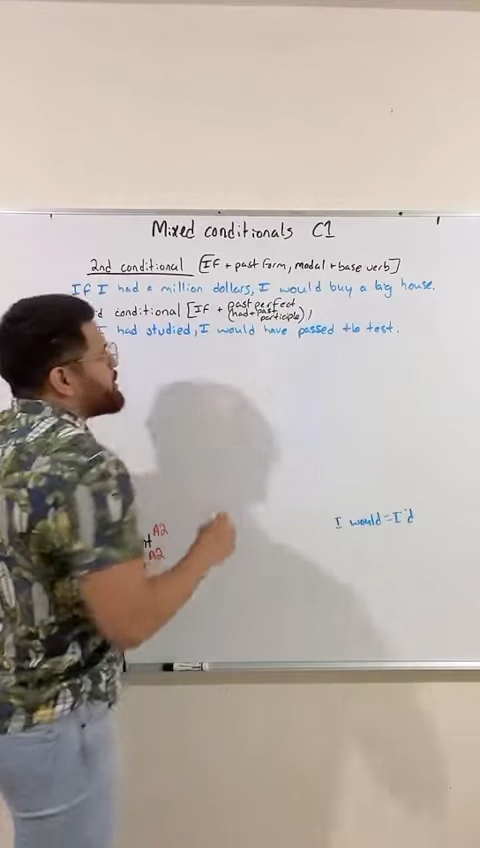 Mixed conditionals C1
2nd conditional [If + past form, modal + base verb]
If I had a million dollars, I would buy a big house.
d conditional [If + past perfect
(had + past participle),
I had studied, I would have passed the test.
I would = I'd
A2
A2